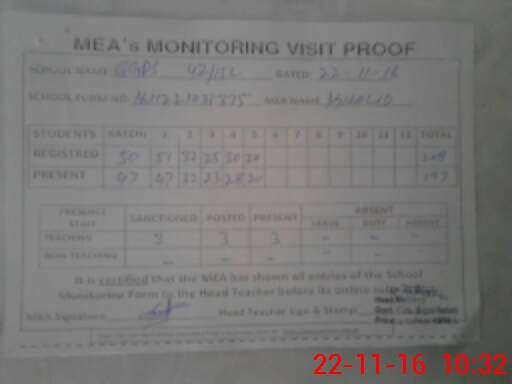 MEA's MONITORING VISIT PROOF
SCHOOL NAME: GGPS 42/15L DATED: 22-11-16
SCHOOL FORM NO: MEA NAME: KHALID
STUDENTS KATCHI 1 2 3 4 5 6 7 8 9 10 11 12 TOTAL
REGISTRED 50 51 32 25 30 20 208
PRESENT 47 47 32 23 28 20 197
PRESENCE STAFF SANCTIONED POSTED PRESENT ABSENT
LEAVE DUTY ABSENT
TEACHING 3 3 3 - - -
NON TEACHING - - - - -
It is certified that the MEA has shown all entries of the School
Monitoring Form to the Head Teacher before its online
MEA Signature: Head Teacher Sign & Stamp:
22-11-16 10:32